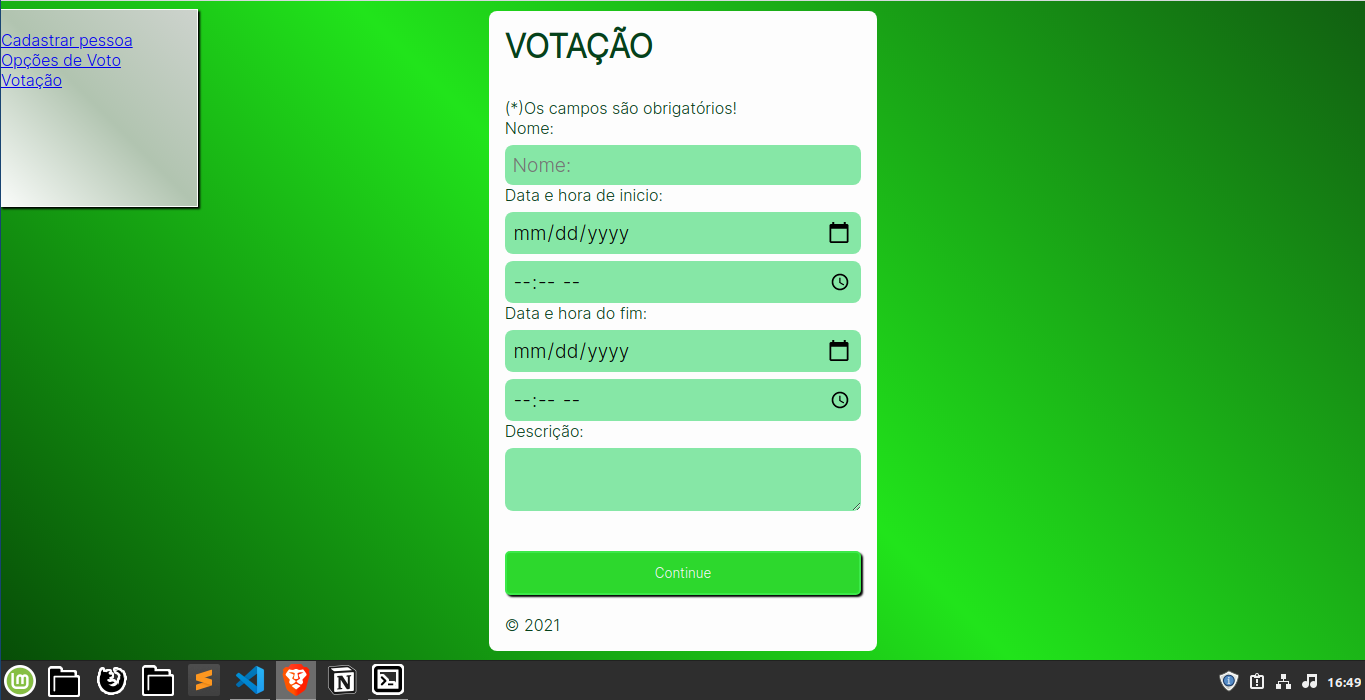 Cadastrar pessoa
Opções de Voto
Votação
VOTAÇÃO
(*)Os campos são obrigatórios!
Nome:
Nome:
Data e hora de inicio:
mm/dd/yyyy
--:-- --
Data e hora do fim:
mm/dd/yyyy
--:-- --
Descrição:
Continue
© 2021
16:49